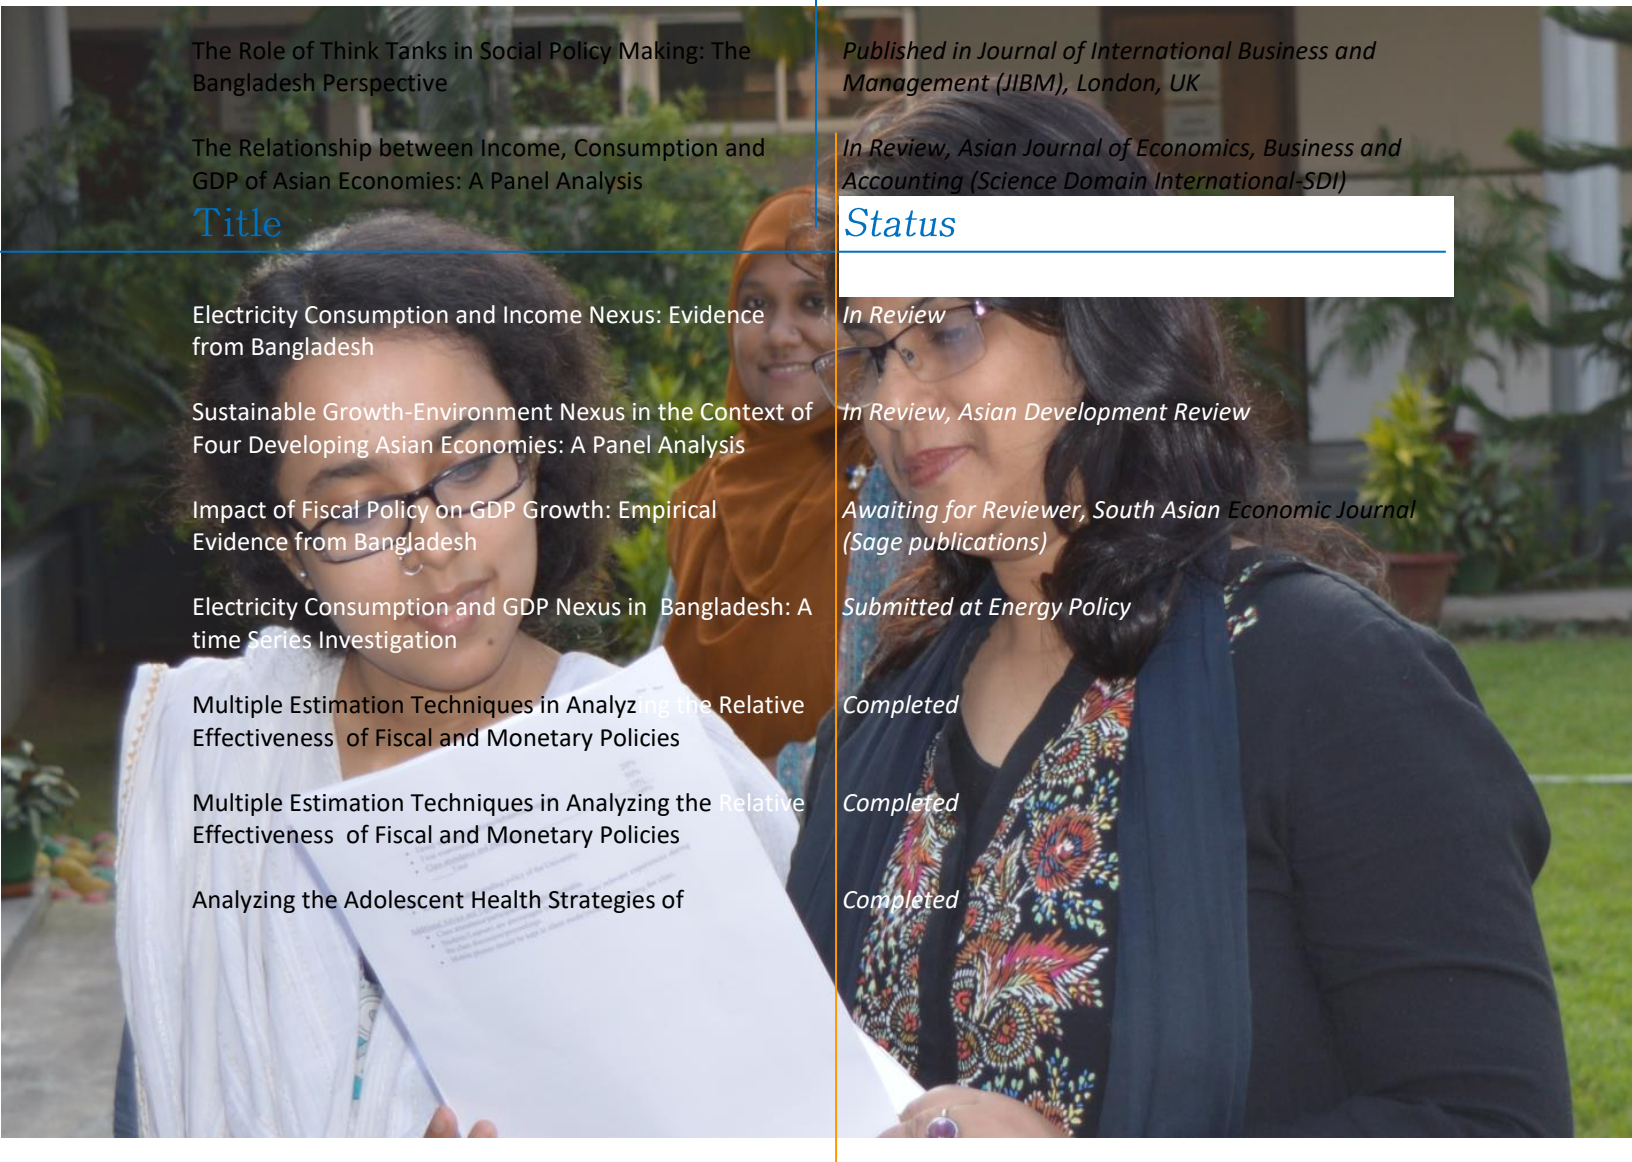 The Role of Think Tanks in Social Policy Making: The
Bangladesh Perspective
Published in Journal of International Business and
Management (JIBM), London, UK
The Relationship between Income, Consumption and
GDP of Asian Economies: A Panel Analysis
In Review, Asian Journal of Economics, Business and
Accounting (Science Domain International-SDI)
Title
Status
Electricity Consumption and Income Nexus: Evidence
from Bangladesh
In Review
Sustainable Growth-Environment Nexus in the Context of
Four Developing Asian Economies: A Panel Analysis
In Review, Asian Development Review
Impact of Fiscal Policy on GDP Growth: Empirical
Evidence from Bangladesh
Awaiting for Reviewer, South Asian Economic Journal
(Sage publications)
Electricity Consumption and GDP Nexus in  Bangladesh: A
time Series Investigation
Submitted at Energy Policy
Multiple Estimation Techniques in Analyzing the Relative
Effectiveness  of Fiscal and Monetary Policies
Completed
Multiple Estimation Techniques in Analyzing the Relative
Effectiveness  of Fiscal and Monetary Policies
Completed
Analyzing the Adolescent Health Strategies of
Completed